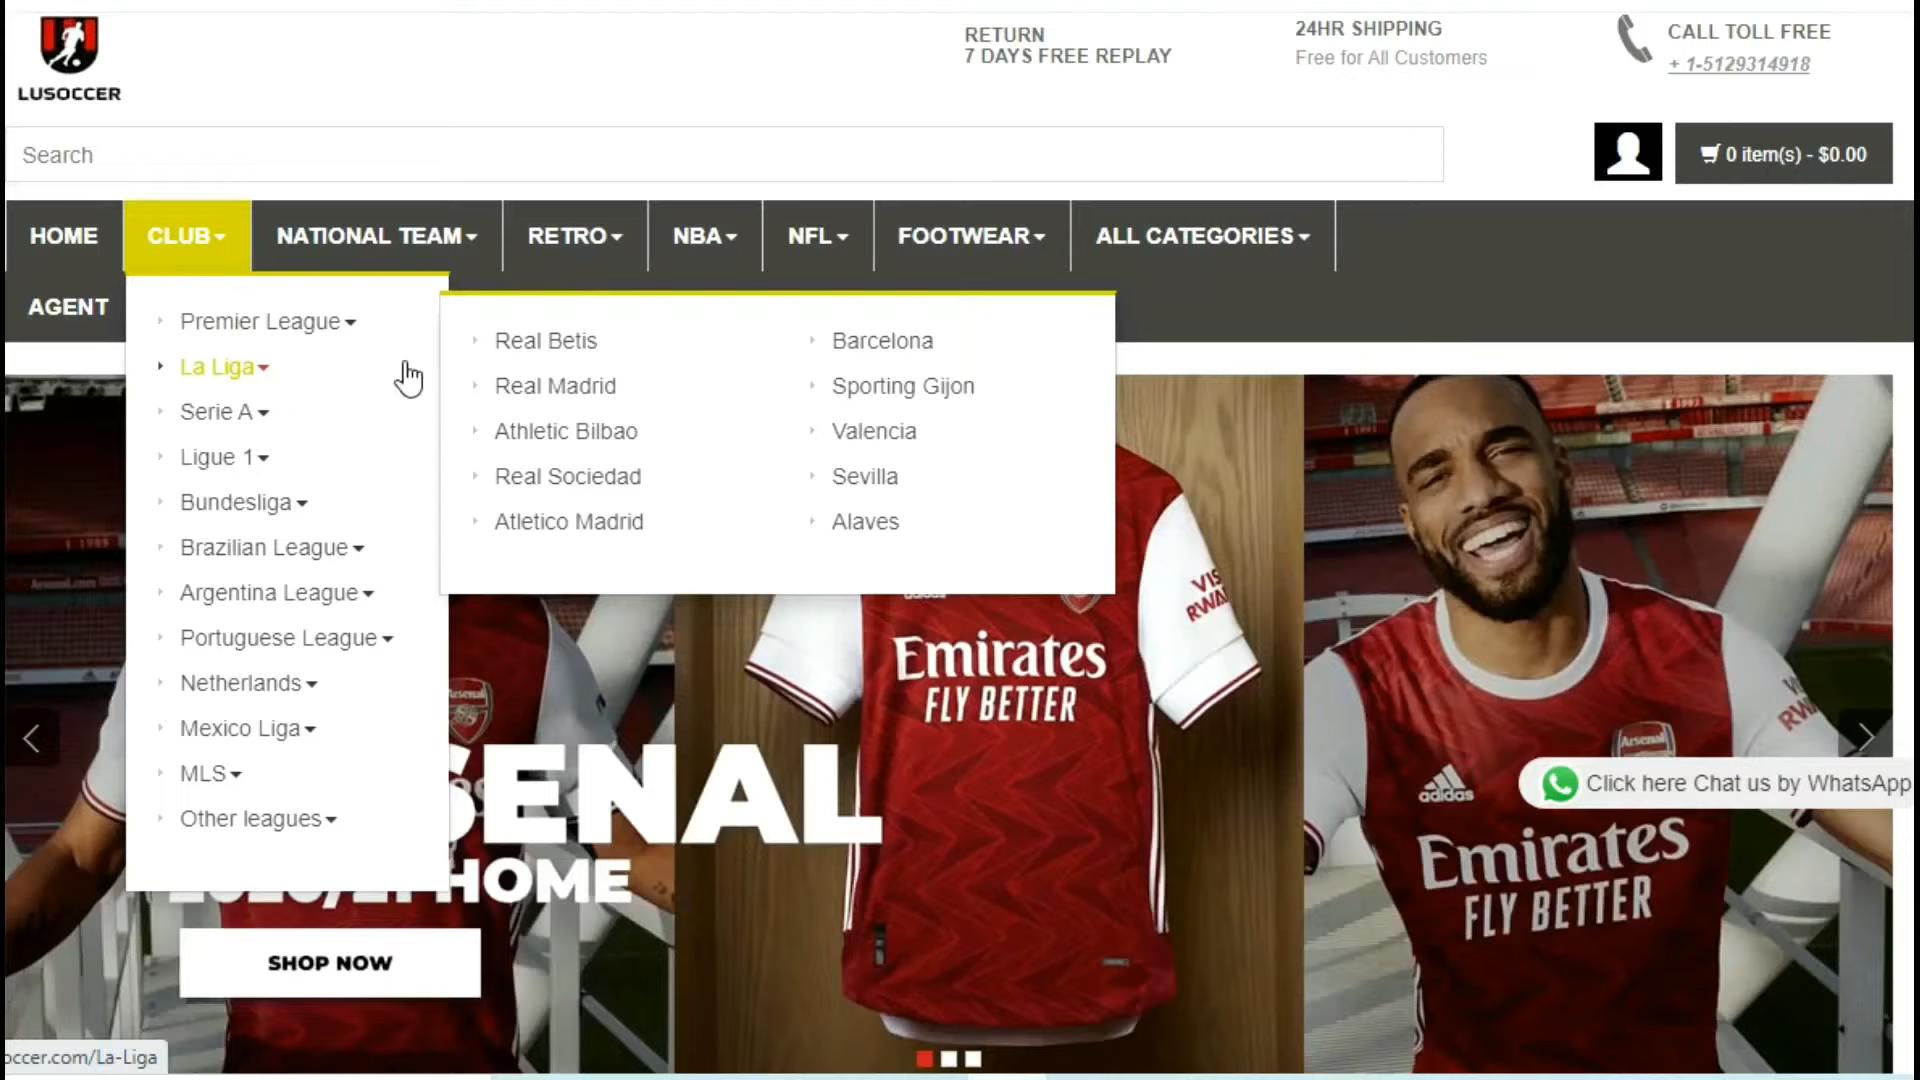 LUSOCCER
RETURN
7 DAYS FREE REPLAY
24HR SHIPPING
Free for All Customers
CALL TOLL FREE
+ 1-5129314918
Search
0 item(s) - $0.00
HOME
CLUB
NATIONAL TEAM
RETRO
NBA
NFL
FOOTWEAR
ALL CATEGORIES
AGENT
Premier League
La Liga
Serie A
Ligue 1
Bundesliga
Brazilian League
Argentina League
Portuguese League
Netherlands
Mexico Liga
MLS
Other leagues
Real Betis
Real Madrid
Athletic Bilbao
Real Sociedad
Atletico Madrid
Barcelona
Sporting Gijon
Valencia
Sevilla
Alaves
Emirates
FLY BETTER
Arsenal
SENAL
HOME
SHOP NOW
Arsenal
adidas
Emirates
FLY BETTER
Click here Chat us by WhatsApp
occer.com/La-Liga